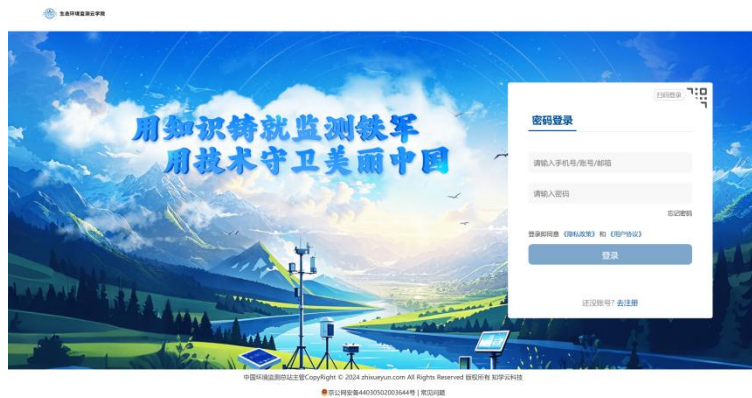 生态环境监测云学院
用知识铸就监测铁军
用技术守卫美丽中国
扫码登录
密码登录
请输入手机号/账号/邮箱
请输入密码
忘记密码
登录即同意 《隐私政策》 和 《用户协议》
登录
还没账号? 去注册
中国环境监测总站主管CopyRight © 2024 zhixueyun.com All Rights Reserved 版权所有 知学云科技
京公网安备44030502003644号 | 常见问题